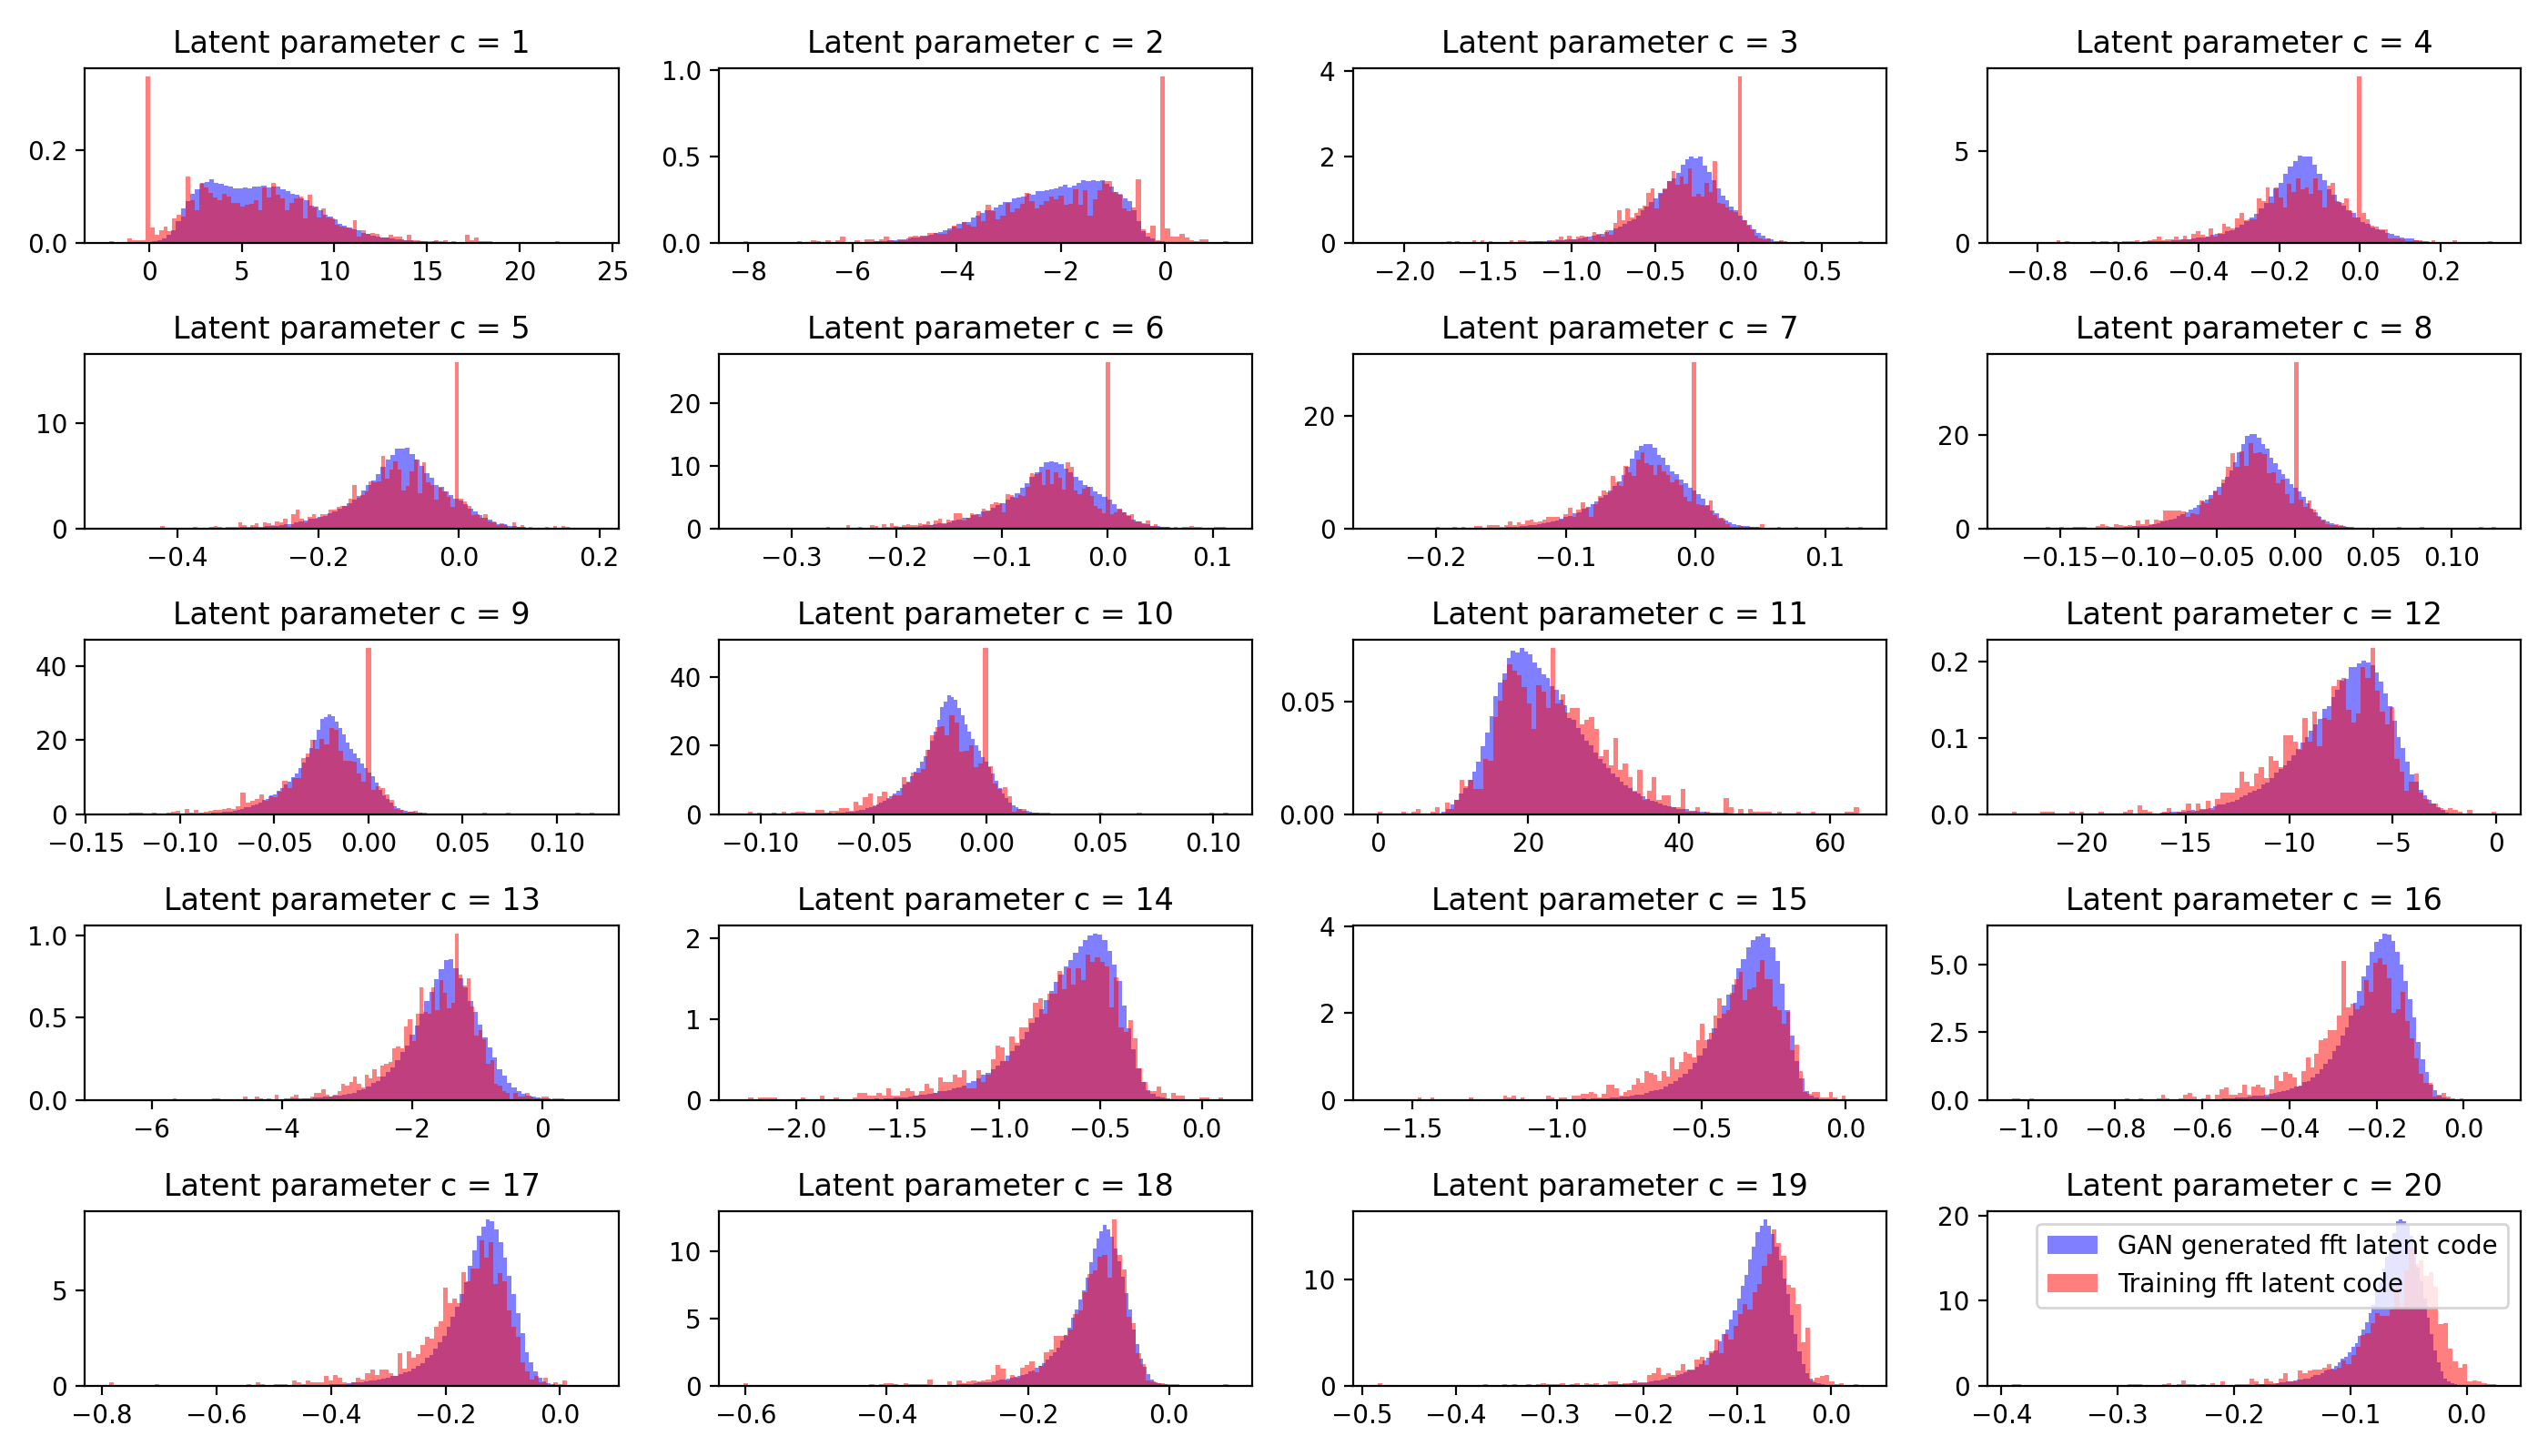 Latent parameter c = 1
Latent parameter c = 2
Latent parameter c = 3
Latent parameter c = 4
0.2
0.0
0 5 10 15 20 25
1.0
0.5
0.0
−8 −6 −4 −2 0
4
2
0
−2.0 −1.5 −1.0 −0.5 0.0 0.5
5
0
−0.8 −0.6 −0.4 −0.2 0.0 0.2
Latent parameter c = 5
Latent parameter c = 6
Latent parameter c = 7
Latent parameter c = 8
10
0
−0.4 −0.2 0.0 0.2
20
10
0
−0.3 −0.2 −0.1 0.0 0.1
20
0
−0.2 −0.1 0.0 0.1
20
0
−0.15 −0.10 −0.05 0.00 0.05 0.10
Latent parameter c = 9
Latent parameter c = 10
Latent parameter c = 11
Latent parameter c = 12
40
20
0
−0.15 −0.10 −0.05 0.00 0.05 0.10
40
20
0
−0.10 −0.05 0.00 0.05 0.10
0.05
0.00
0 20 40 60
0.2
0.1
0.0
−20 −15 −10 −5 0
Latent parameter c = 13
Latent parameter c = 14
Latent parameter c = 15
Latent parameter c = 16
1.0
0.5
0.0
−6 −4 −2 0
2
1
0
−2.0 −1.5 −1.0 −0.5 0.0
4
2
0
−1.5 −1.0 −0.5 0.0
5.0
2.5
0.0
−1.0 −0.8 −0.6 −0.4 −0.2 0.0
Latent parameter c = 17
Latent parameter c = 18
Latent parameter c = 19
Latent parameter c = 20
5
0
−0.8 −0.6 −0.4 −0.2 0.0
10
5
0
−0.6 −0.4 −0.2 0.0
10
0
−0.5 −0.4 −0.3 −0.2 −0.1 0.0
20
10
0
−0.4 −0.3 −0.2 −0.1 0.0
GAN generated fft latent code
Training fft latent code